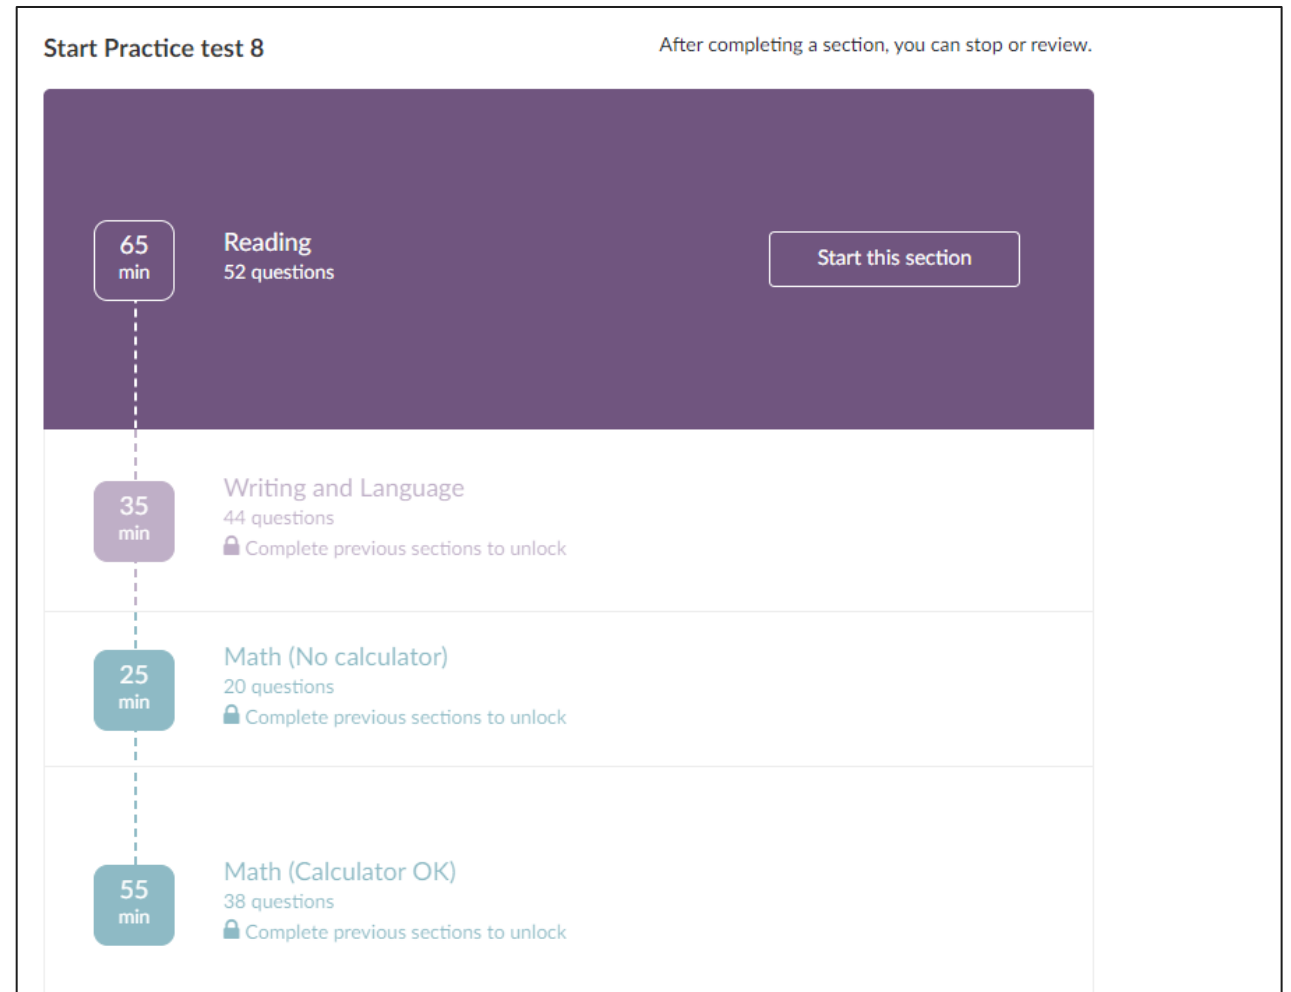 Start Practice test 8
After completing a section, you can stop or review.
65
min
Reading
52 questions
Start this section
35
min
Writing and Language
44 questions
Complete previous sections to unlock
25
min
Math (No calculator)
20 questions
Complete previous sections to unlock
55
min
Math (Calculator OK)
38 questions
Complete previous sections to unlock